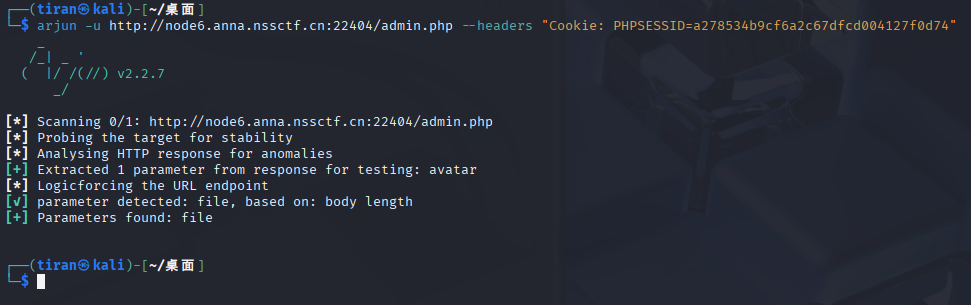 ┌──(tiran㉿kali)-[~/桌面]
└─$ arjun -u http://node6.anna.nssctf.cn:22404/admin.php --headers "Cookie: PHPSESSID=a278534b9cf6a2c67dfcd004127f0d74"
    _
   /_| _ '
  (  |/ /(//) v2.2.7
      _/
[*] Scanning 0/1: http://node6.anna.nssctf.cn:22404/admin.php
[*] Probing the target for stability
[*] Analysing HTTP response for anomalies
[+] Extracted 1 parameter from response for testing: avatar
[*] Logicforcing the URL endpoint
[√] parameter detected: file, based on: body length
[+] Parameters found: file
┌──(tiran㉿kali)-[~/桌面]
└─$